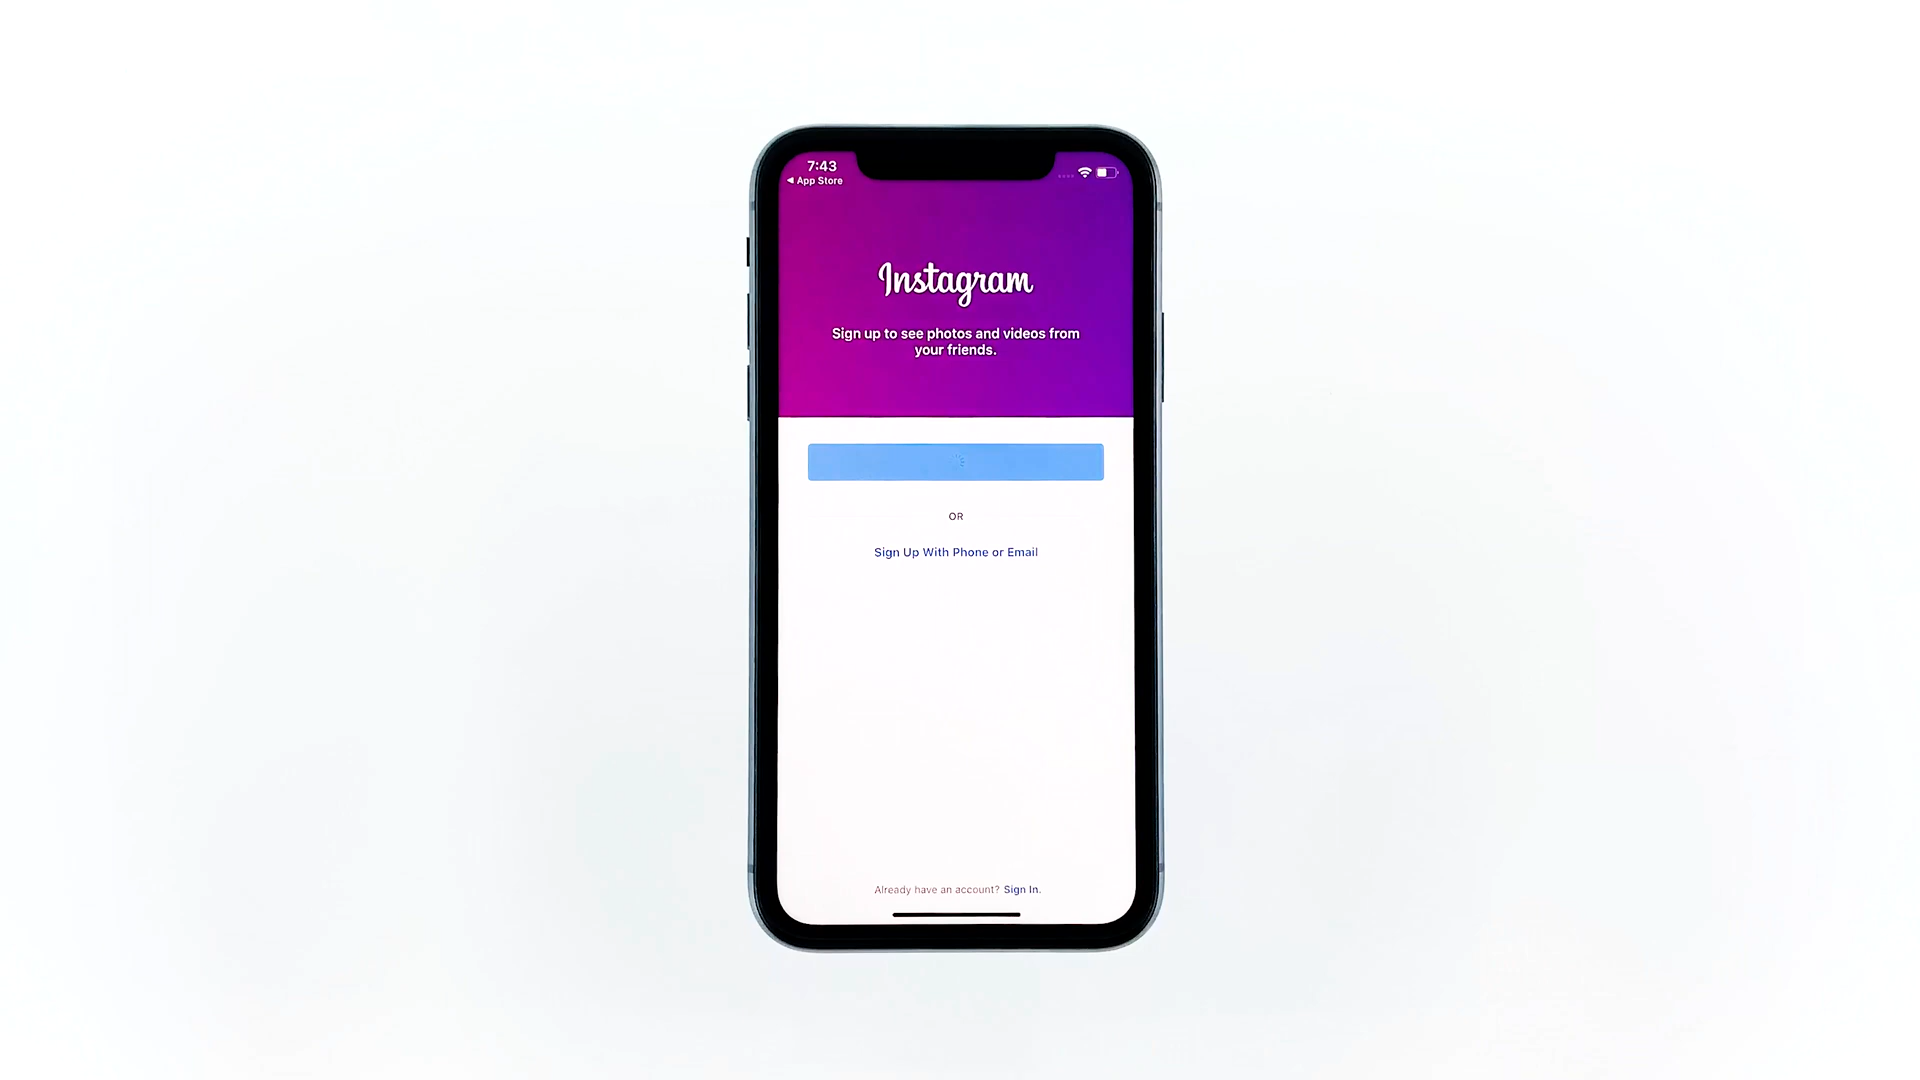 7:43
◀ App Store
Instagram
Sign up to see photos and videos from
your friends.
OR
Sign Up With Phone or Email
Already have an account? Sign In.